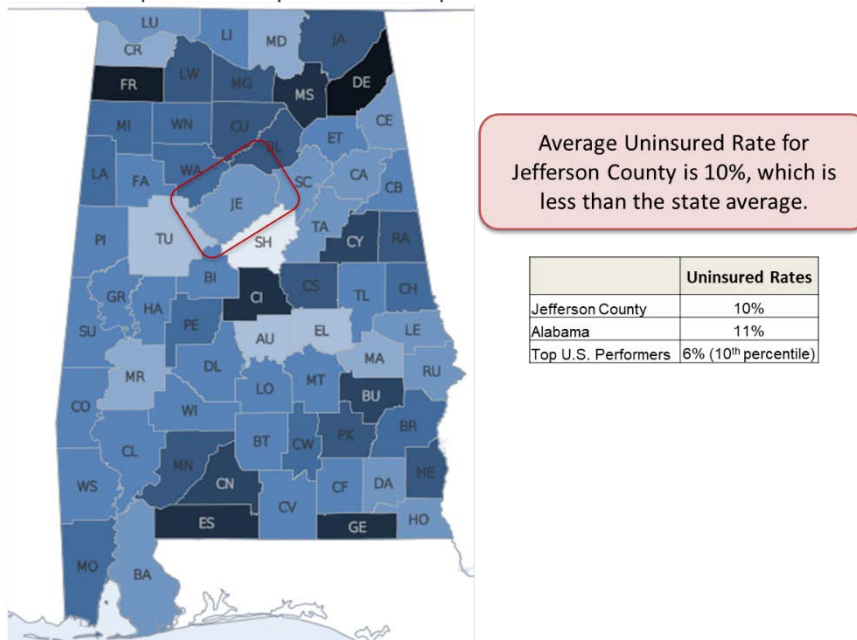 LU
LI
MD
JA
CR
LW
MG
FR
MS
DE
MI
WN
CU
BL
ET
CE
LA
FA
WA
SC
CA
CB
JE
TU
SH
TA
CY
RA
PI
BI
GR
HA
CI
CS
TL
CH
SU
PE
AU
EL
LE
MR
DL
MA
RU
LO
MT
BU
CO
WI
BR
CL
BT
CW
PK
MN
CN
WS
CV
CF
DA
HE
ES
GE
HO
MO
BA
Average Uninsured Rate for
Jefferson County is 10%, which is
less than the state average.
Uninsured Rates
Jefferson County 10%
Alabama 11%
Top U.S. Performers 6% (10th percentile)